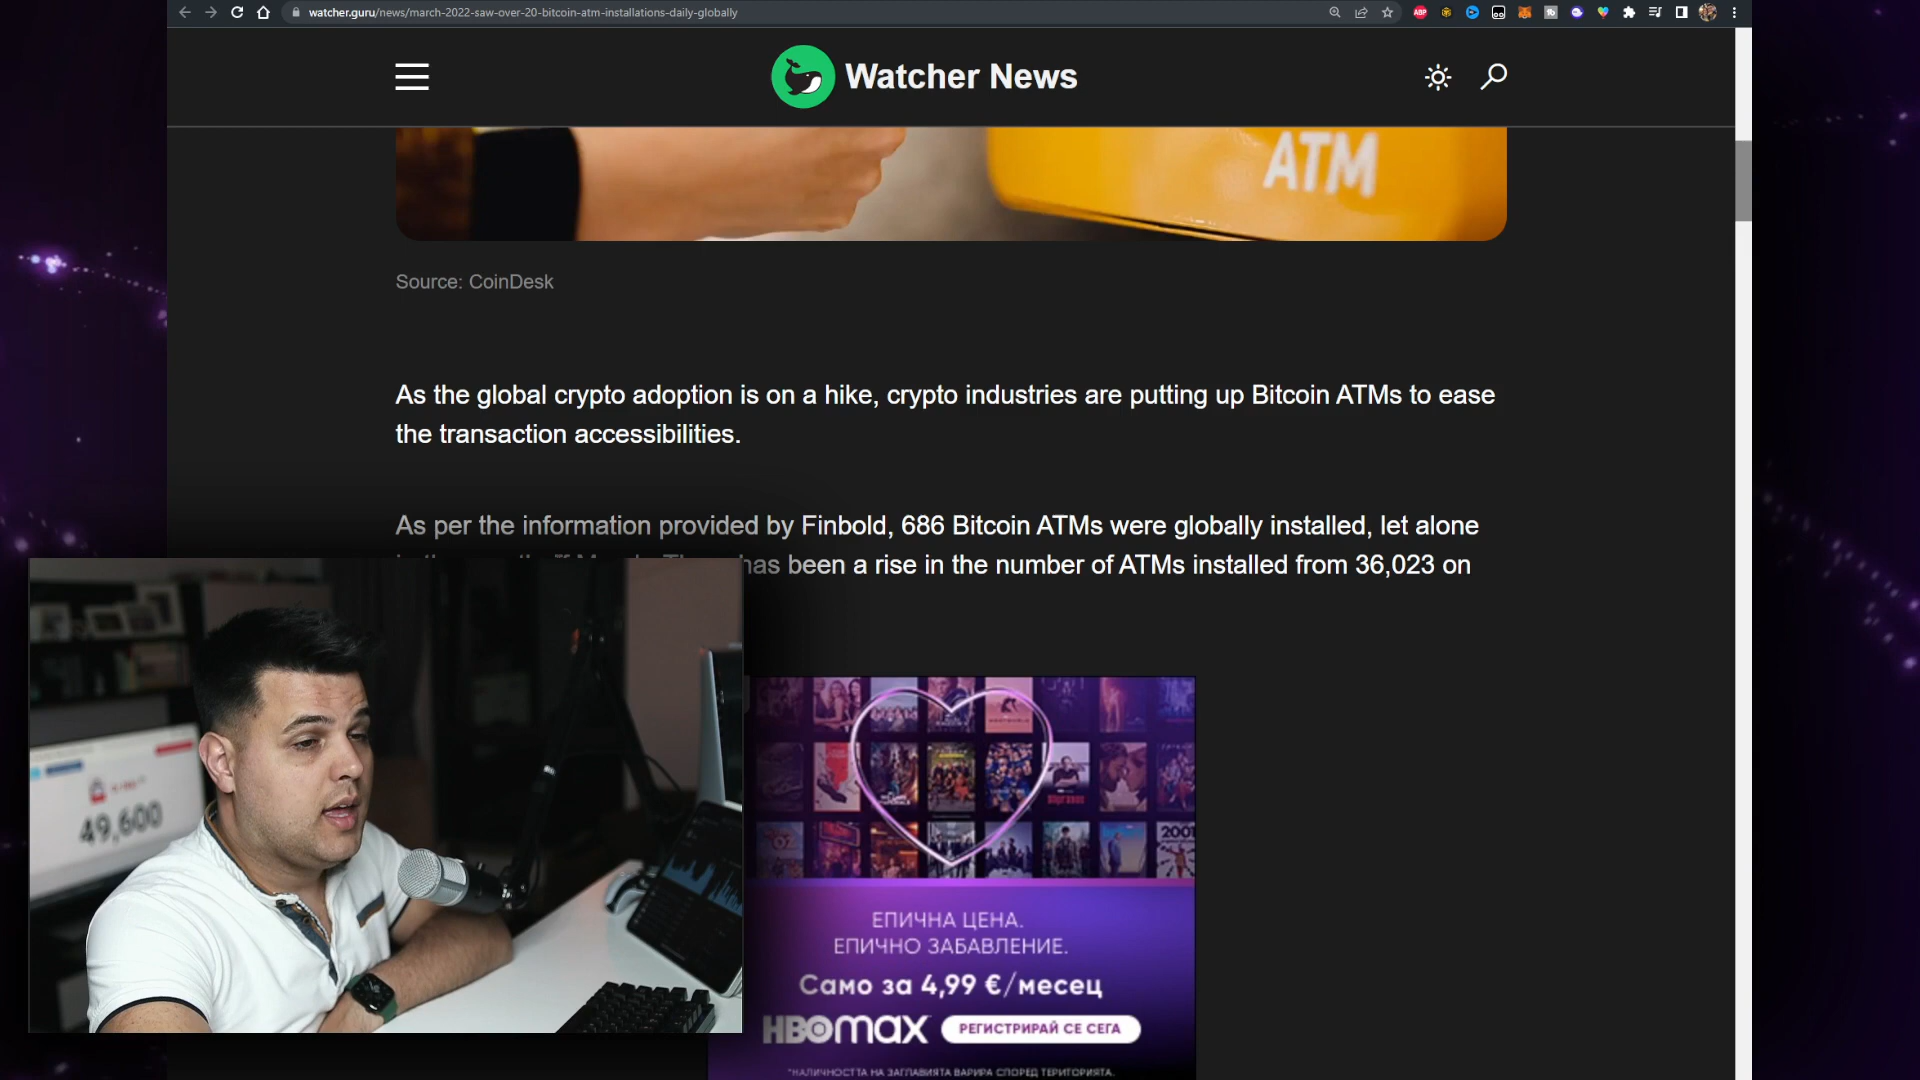 watcher.guru/news/march-2022-saw-over-20-bitcoin-atm-installations-daily-globally
ABP
Watcher News
ATM
Source: CoinDesk
As the global crypto adoption is on a hike, crypto industries are putting up Bitcoin ATMs to ease
the transaction accessibilities.
As per the information provided by Finbold, 686 Bitcoin ATMs were globally installed, let alone
has been a rise in the number of ATMs installed from 36,023 on
49,600
2001
ЕПИЧНА ЦЕНА.
ЕПИЧНО ЗАБАВЛЕНИЕ.
Само за 4,99 €/месец
HBOMAX
РЕГИСТРИРАЙ СЕ СЕГА
*НАЛИЧНОСТТА НА ЗАГЛАВИЯТА ВАРИРА СПОРЕД ТЕРИТОРИЯТА.